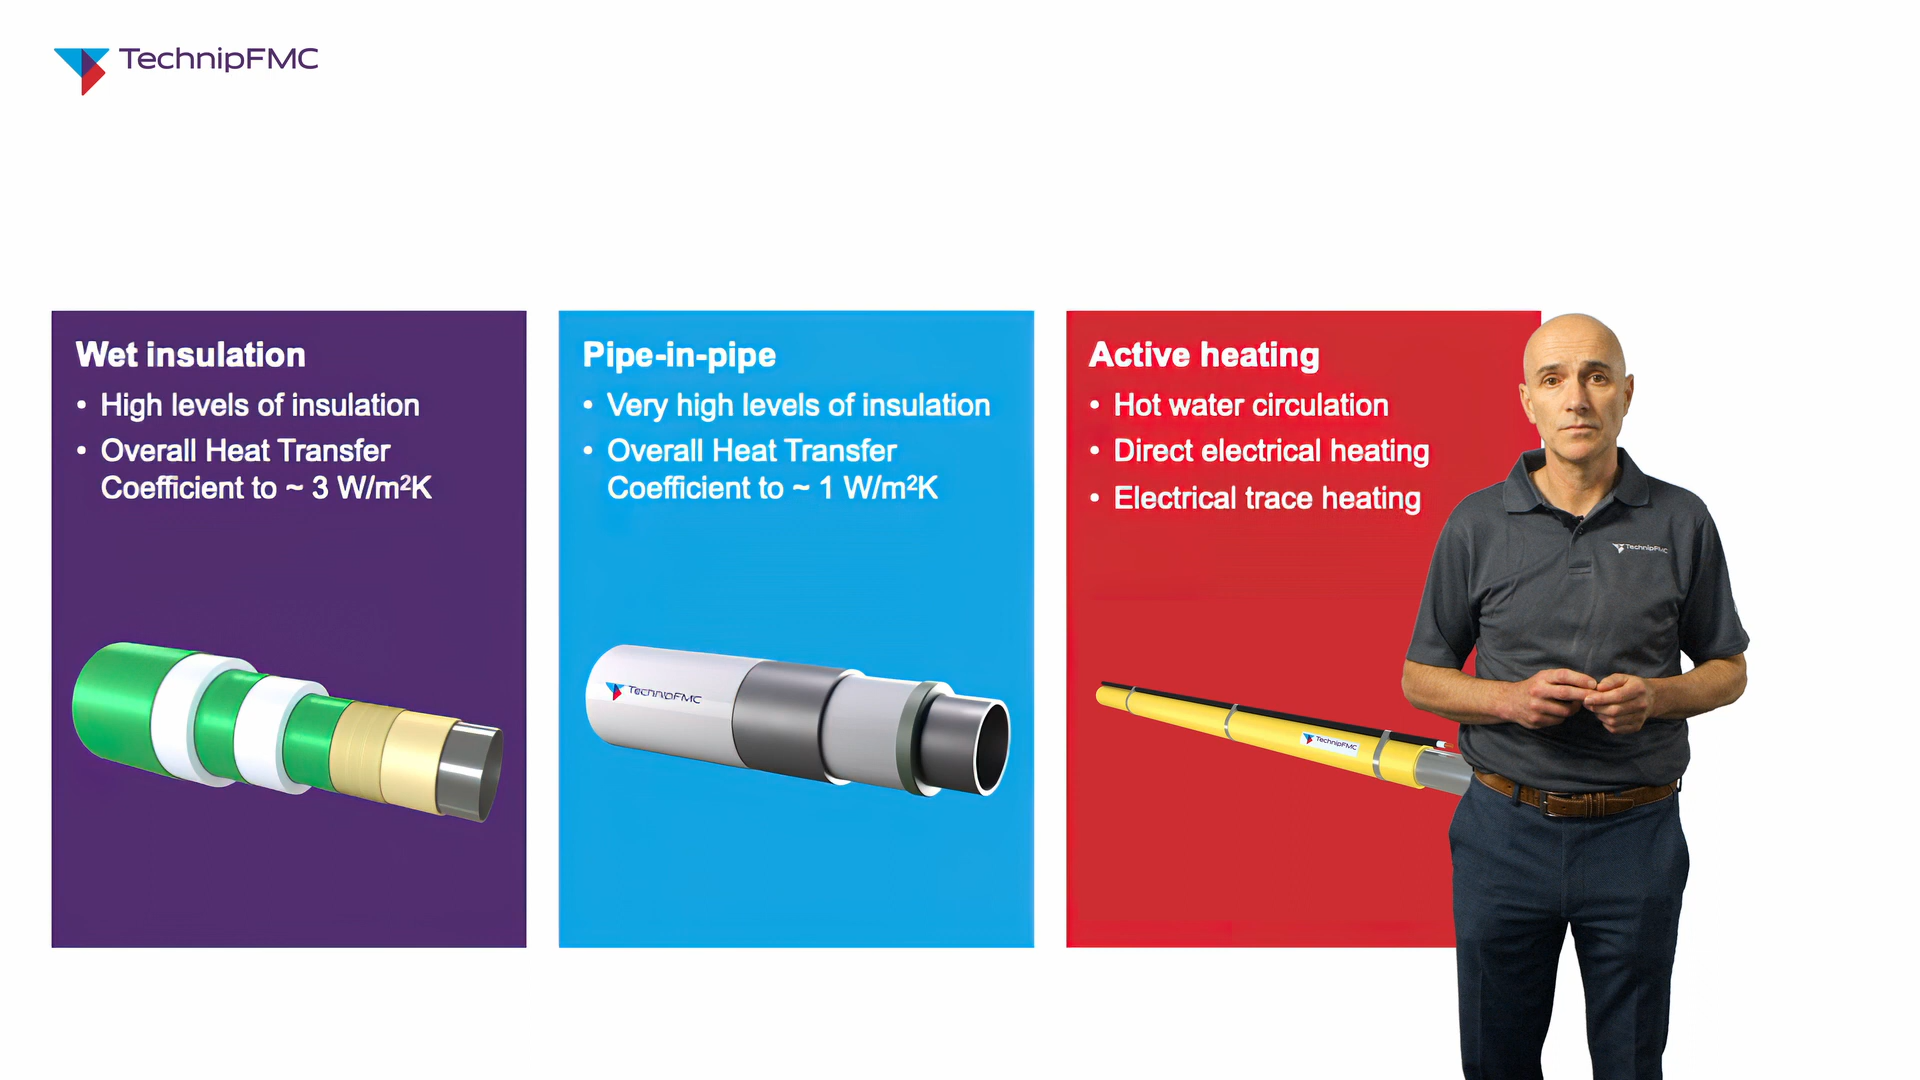 TechnipFMC
Wet insulation
• High levels of insulation
• Overall Heat Transfer
Coefficient to ~ 3 W/m²K
Pipe-in-pipe
• Very high levels of insulation
• Overall Heat Transfer
Coefficient to ~ 1 W/m²K
Active heating
• Hot water circulation
• Direct electrical heating
• Electrical trace heating
TechnipFMC
TechnipFMC
TechnipFMC